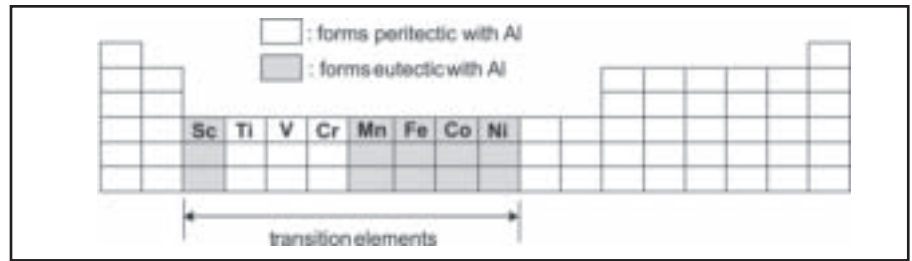 : forms peritectic with Al
: forms eutectic with Al
Sc Ti V Cr Mn Fe Co Ni
transition elements